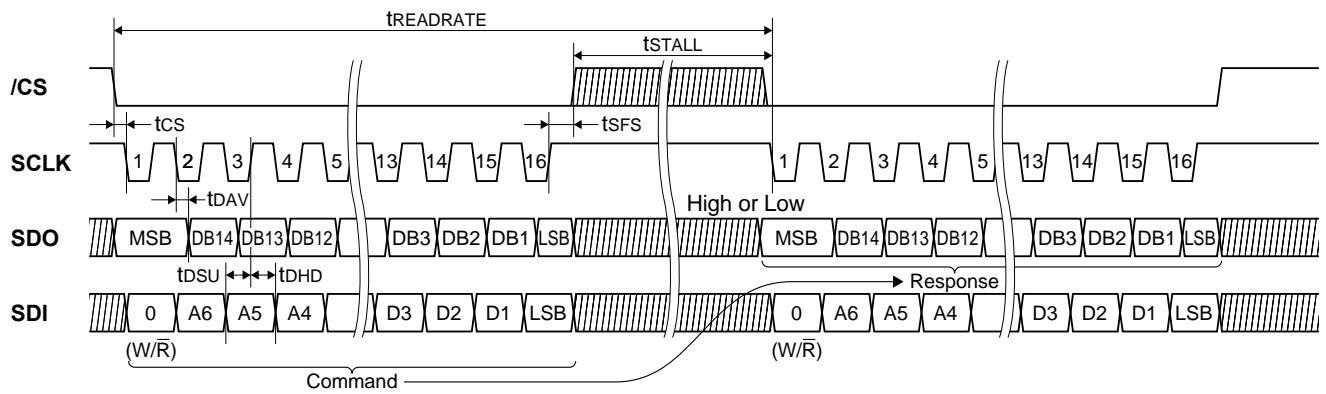 tREADRATE
tSTALL
/CS
tCS
tSFS
SCLK
1 2 3 4 5 13 14 15 16 1 2 3 4 5 13 14 15 16
tDAV
High or Low
SDO
MSB DB14 DB13 DB12 DB3 DB2 DB1 LSB MSB DB14 DB13 DB12 DB3 DB2 DB1 LSB
tDSU tDHD
Response
SDI
0 A6 A5 A4 D3 D2 D1 LSB 0 A6 A5 A4 D3 D2 D1 LSB
(W/R̅) (W/R̅)
Command